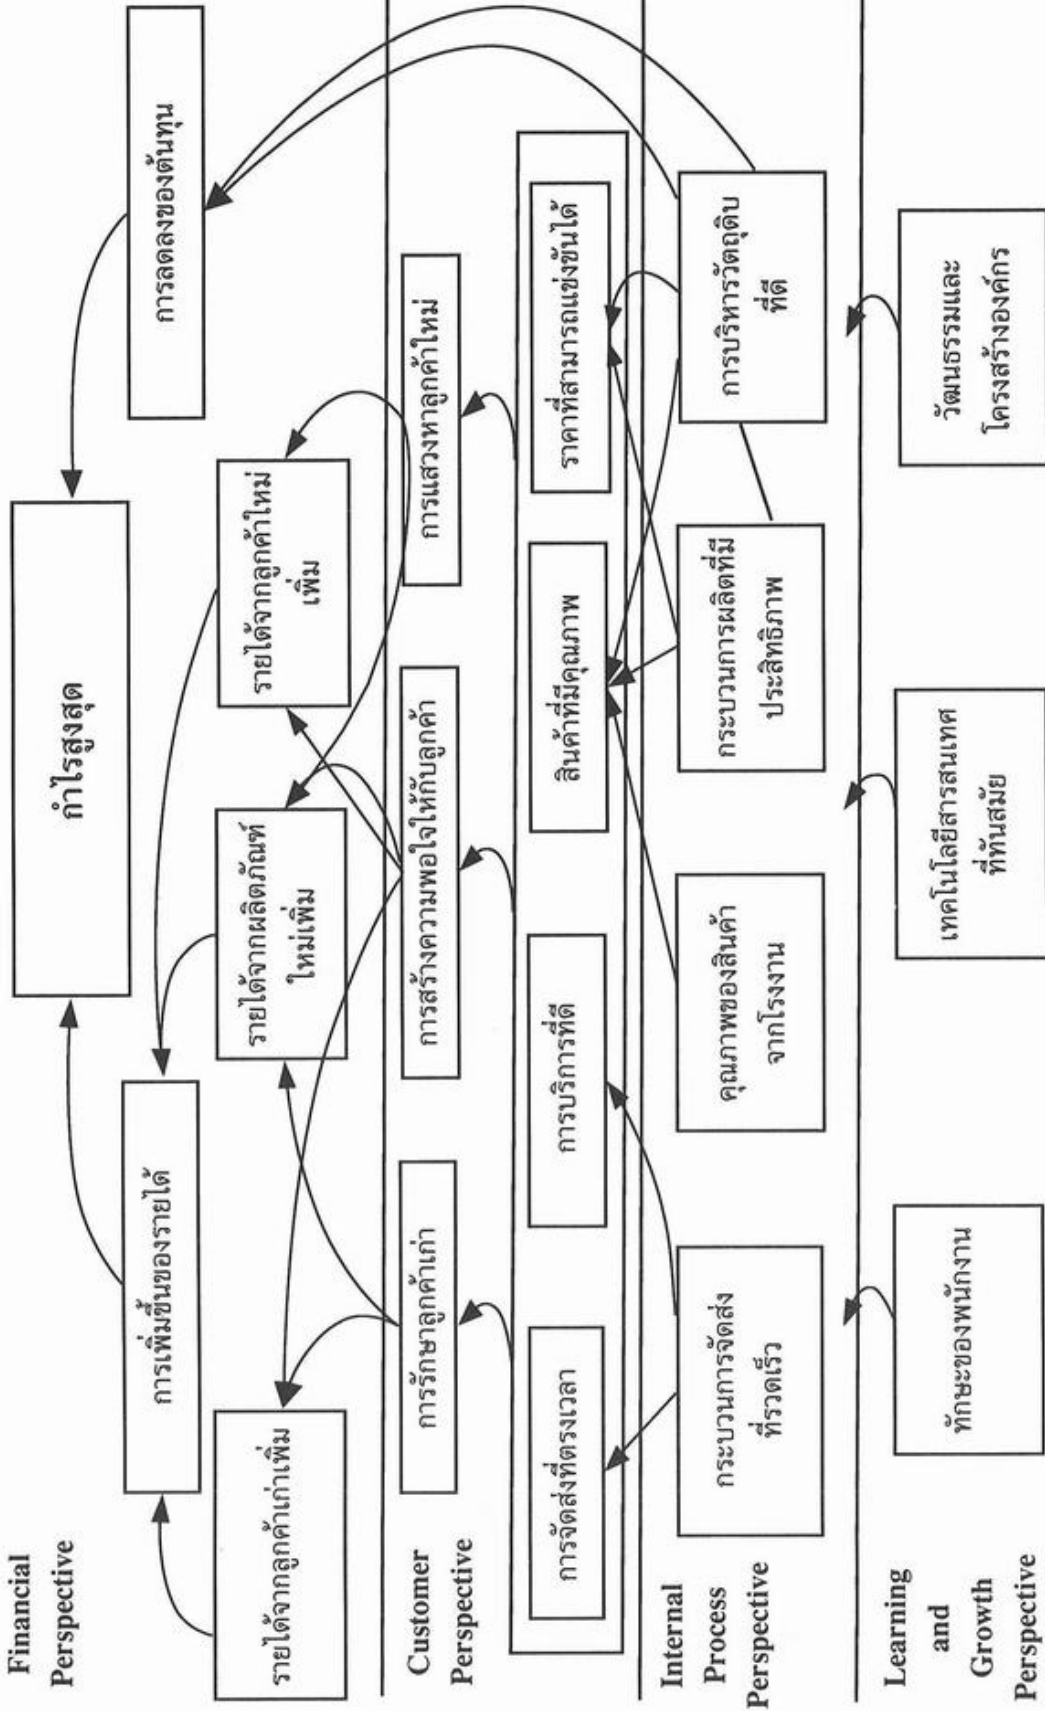 Financial
Perspective
กำไรสูงสุด
การเพิ่มขึ้นของรายได้
การลดลงของต้นทุน
รายได้จากลูกค้าเก่าเพิ่ม
รายได้จากผลิตภัณฑ์
ใหม่เพิ่ม
รายได้จากลูกค้าใหม่
เพิ่ม
Customer
Perspective
การรักษาลูกค้าเก่า
การสร้างความพอใจให้กับลูกค้า
การแสวงหาลูกค้าใหม่
การจัดส่งที่ตรงเวลา
การบริการที่ดี
สินค้าที่มีคุณภาพ
ราคาที่สามารถแข่งขันได้
Internal
Process
Perspective
กระบวนการจัดส่ง
ที่รวดเร็ว
คุณภาพของสินค้า
จากโรงงาน
กระบวนการผลิตที่มี
ประสิทธิภาพ
การบริหารวัตถุดิบ
ที่ดี
Learning
and
Growth
Perspective
ทักษะของพนักงาน
เทคโนโลยีสารสนเทศ
ที่ทันสมัย
วัฒนธรรมและ
โครงสร้างองค์กร